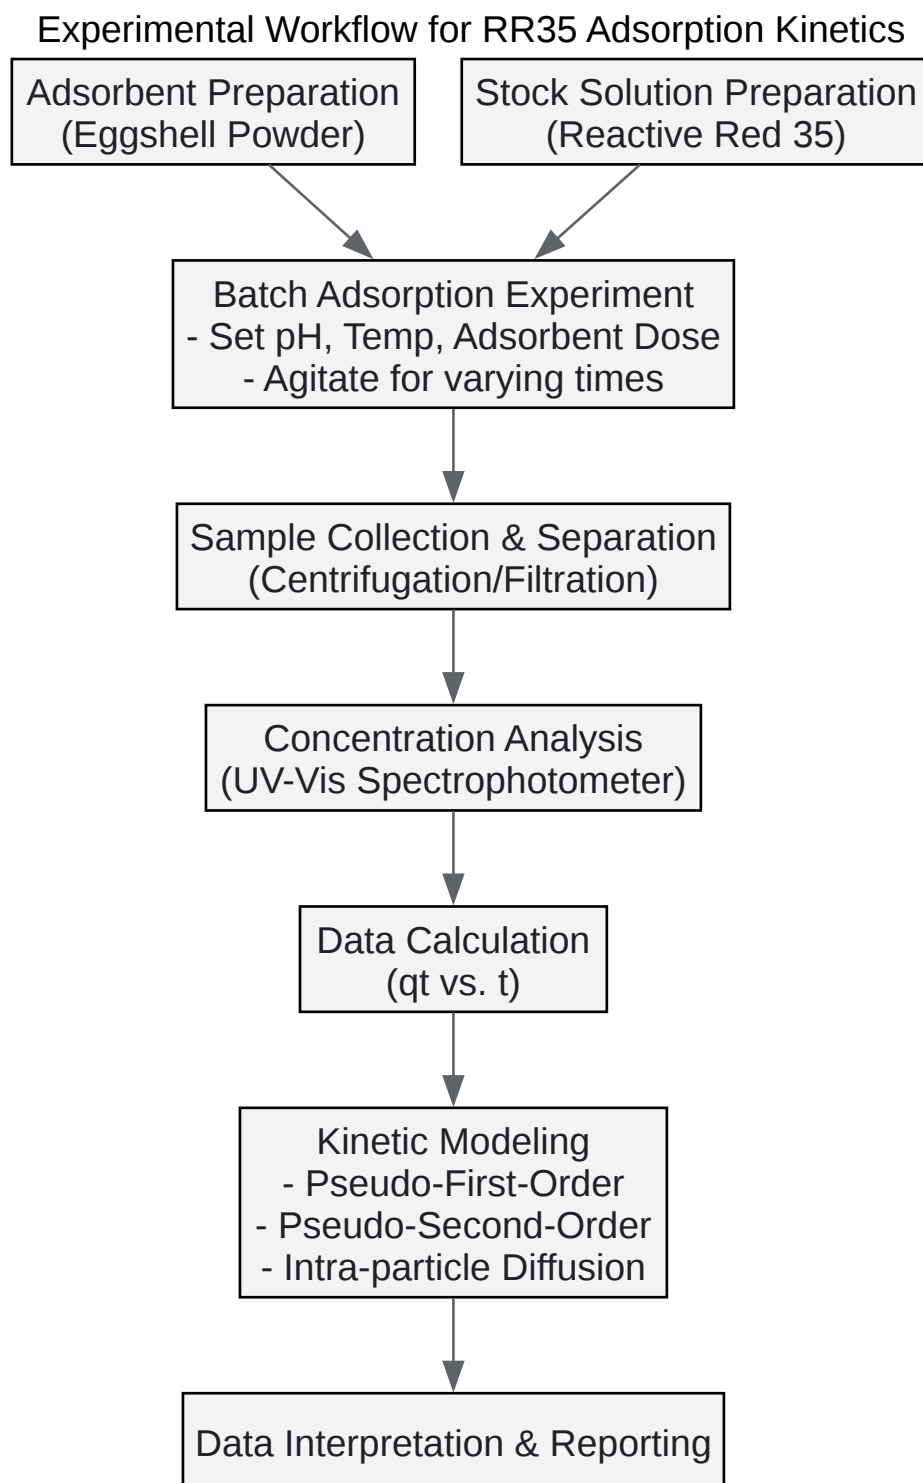 Experimental Workflow for RR35 Adsorption Kinetics
Adsorbent Preparation
(Eggshell Powder)
Stock Solution Preparation
(Reactive Red 35)
Batch Adsorption Experiment
- Set pH, Temp, Adsorbent Dose
- Agitate for varying times
Sample Collection & Separation
(Centrifugation/Filtration)
Concentration Analysis
(UV-Vis Spectrophotometer)
Data Calculation
(qt vs. t)
Kinetic Modeling
- Pseudo-First-Order
- Pseudo-Second-Order
- Intra-particle Diffusion
Data Interpretation & Reporting